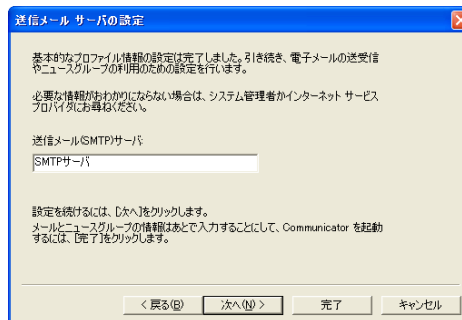 送信メール サーバの設定
基本的なプロファイル情報の設定は完了しました。引き続き、電子メールの送受信
やニュースグループの利用のための設定を行います。
必要な情報がおわかりにならない場合は、システム管理者かインターネット サービス
プロバイダにお尋ねください。
送信メール(SMTP)サーバ:
SMTPサーバ
設定を続けるには、[次へ]をクリックします。
メールとニュースグループの情報はあとで入力することにして、Communicator を起動
するには、[完了]をクリックします。
< 戻る(B) 次へ(N) > 完了 キャンセル